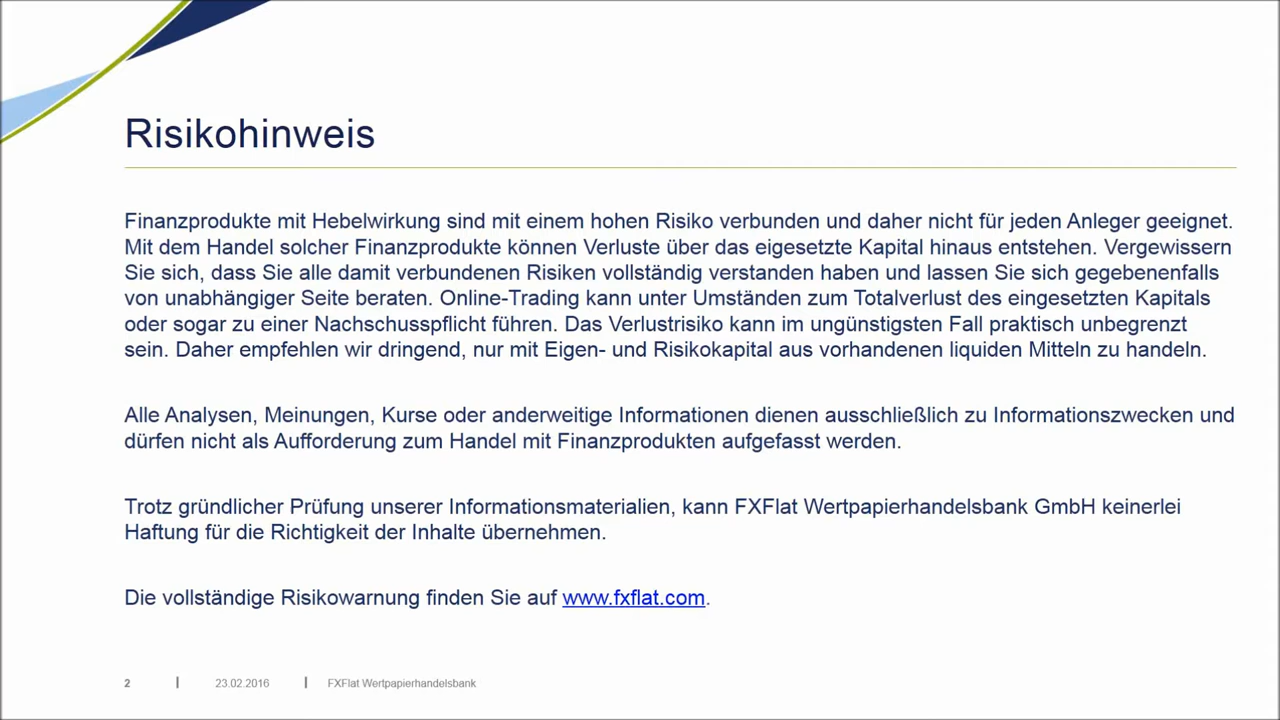 Risikohinweis
Finanzprodukte mit Hebelwirkung sind mit einem hohen Risiko verbunden und daher nicht für jeden Anleger geeignet.
Mit dem Handel solcher Finanzprodukte können Verluste über das eigesetzte Kapital hinaus entstehen. Vergewissern
Sie sich, dass Sie alle damit verbundenen Risiken vollständig verstanden haben und lassen Sie sich gegebenenfalls
von unabhängiger Seite beraten. Online-Trading kann unter Umständen zum Totalverlust des eingesetzten Kapitals
oder sogar zu einer Nachschusspflicht führen. Das Verlustrisiko kann im ungünstigsten Fall praktisch unbegrenzt
sein. Daher empfehlen wir dringend, nur mit Eigen- und Risikokapital aus vorhandenen liquiden Mitteln zu handeln.
Alle Analysen, Meinungen, Kurse oder anderweitige Informationen dienen ausschließlich zu Informationszwecken und
dürfen nicht als Aufforderung zum Handel mit Finanzprodukten aufgefasst werden.
Trotz gründlicher Prüfung unserer Informationsmaterialien, kann FXFlat Wertpapierhandelsbank GmbH keinerlei
Haftung für die Richtigkeit der Inhalte übernehmen.
Die vollständige Risikowarnung finden Sie auf www.fxflat.com.
2 | 23.02.2016 | FXFlat Wertpapierhandelsbank